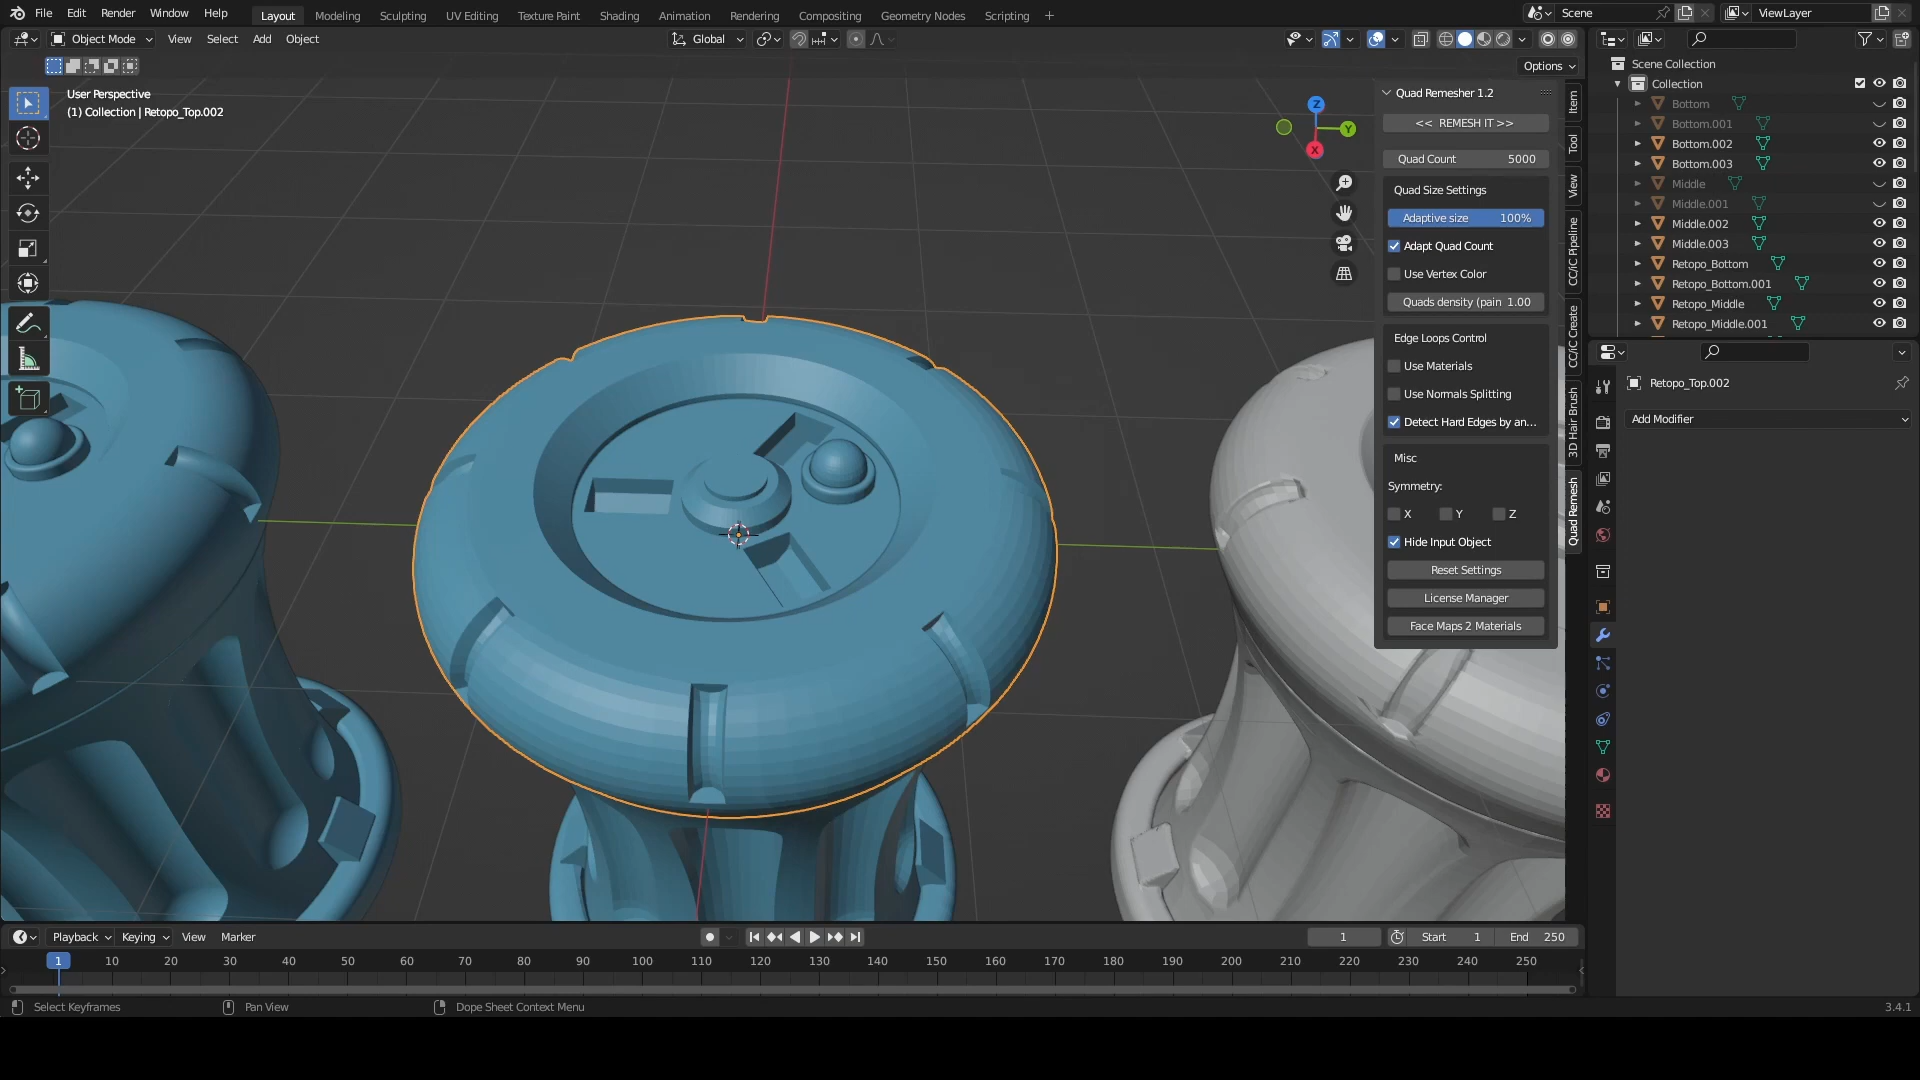 File Edit Render Window Help Layout Modeling Sculpting UV Editing Texture Paint Shading Animation Rendering Compositing Geometry Nodes Scripting + Scene ViewLayer
Object Mode View Select Add Object Global
Options
User Perspective
(1) Collection | Retopo_Top.002
Z
Y
X
Quad Remesher 1.2
<< REMESH IT >>
Quad Count 5000
Quad Size Settings
Adaptive size 100%
Adapt Quad Count
Use Vertex Color
Quads density (pain 1.00
Edge Loops Control
Use Materials
Use Normals Splitting
Detect Hard Edges by an...
Misc
Symmetry:
X Y Z
Hide Input Object
Reset Settings
License Manager
Face Maps 2 Materials
Item
Tool
View
CC/iC Pipeline
CC/iC Create
3D Hair Brush
Quad Remesh
Scene Collection
Collection
Bottom
Bottom.001
Bottom.002
Bottom.003
Middle
Middle.001
Middle.002
Middle.003
Retopo_Bottom
Retopo_Bottom.001
Retopo_Middle
Retopo_Middle.001
Retopo_Top.002
Add Modifier
Playback Keying View Marker 1 Start 1 End 250
1 10 20 30 40 50 60 70 80 90 100 110 120 130 140 150 160 170 180 190 200 210 220 230 240 250
Select Keyframes Pan View Dope Sheet Context Menu 3.4.1